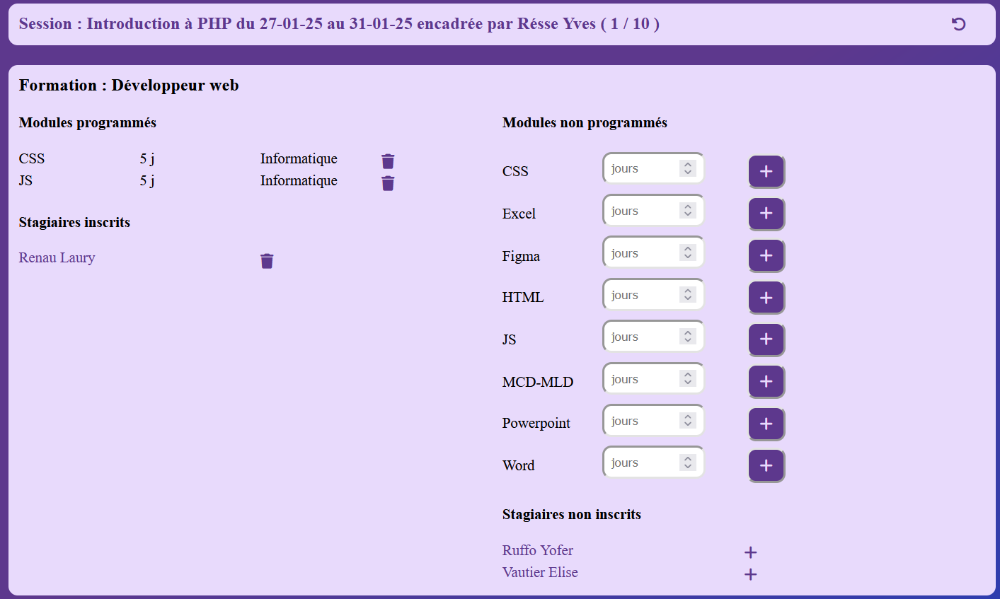 Session : Introduction à PHP du 27-01-25 au 31-01-25 encadrée par Résse Yves ( 1 / 10 )
Formation : Développeur web
Modules programmés
CSS 5 j Informatique
JS 5 j Informatique
Stagiaires inscrits
Renau Laury
Modules non programmés
CSS jours +
Excel jours +
Figma jours +
HTML jours +
JS jours +
MCD-MLD jours +
Powerpoint jours +
Word jours +
Stagiaires non inscrits
Ruffo Yofer +
Vautier Elise +